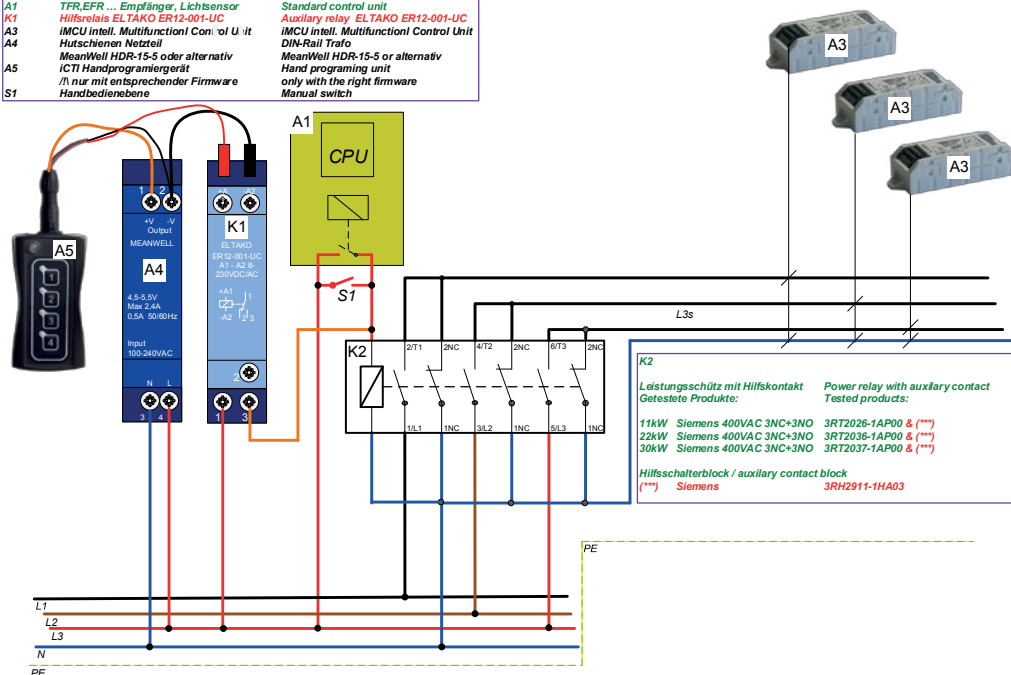 A1 TFR,EFR ... Empfänger, Lichtsensor Standard control unit
K1 Hilfsrelais ELTAKO ER12-001-UC Auxilary relay ELTAKO ER12-001-UC
A3 iMCU intell. Multifunctionl Control Unit iMCU intell. Multifunctionl Control Unit
A4 Hutschienen Netzteil DIN-Rail Trafo
MeanWell HDR-15-5 oder alternativ MeanWell HDR-15-5 or alternativ
A5 iCTI Handprogramiergerät Hand programing unit
/!\ nur mit entsprechender Firmware only with the right firmware
S1 Handbedienebene Manual switch
A5
1
2
3
4
1 2
+V -V
Output
MEANWELL
A4
4,5-5,5V
Max 2,4A
0,5A 50/60Hz
Input
100-240VAC
N L
3 4
+A A2
K1
ELTAKO
ER12-001-UC
A1 - A2 8-
230VDC/AC
+A1
-A2
1
2 3
2
1 3
A1
CPU
S1
K2
2/T1 2NC 4/T2 2NC 6/T3 2NC
1/L1 1NC 3/L2 1NC 5/L3 1NC
A3
A3
A3
L3s
K2
Leistungsschütz mit Hilfskontakt Power relay with auxilary contact
Getestete Produkte: Tested products:
11kW Siemens 400VAC 3NC+3NO 3RT2026-1AP00 & (***)
22kW Siemens 400VAC 3NC+3NO 3RT2036-1AP00 & (***)
30kW Siemens 400VAC 3NC+3NO 3RT2037-1AP00 & (***)
Hilfsschalterblock / auxilary contact block
(***) Siemens 3RH2911-1HA03
PE
L1
L2
L3
N
PE